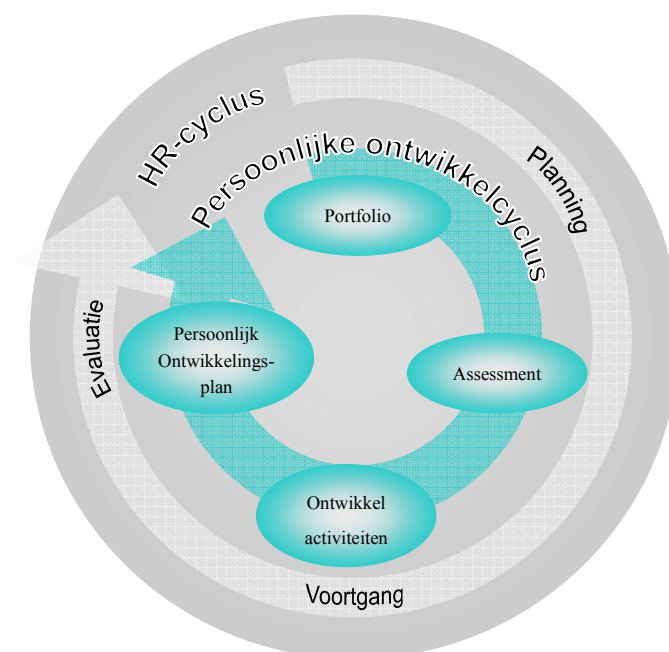 HR-cyclus
Planning
Persoonlijke ontwikkelcyclus
Portfolio
Evaluatie
Persoonlijk
Ontwikkelings-
plan
Assessment
Ontwikkel
activiteiten
Voortgang